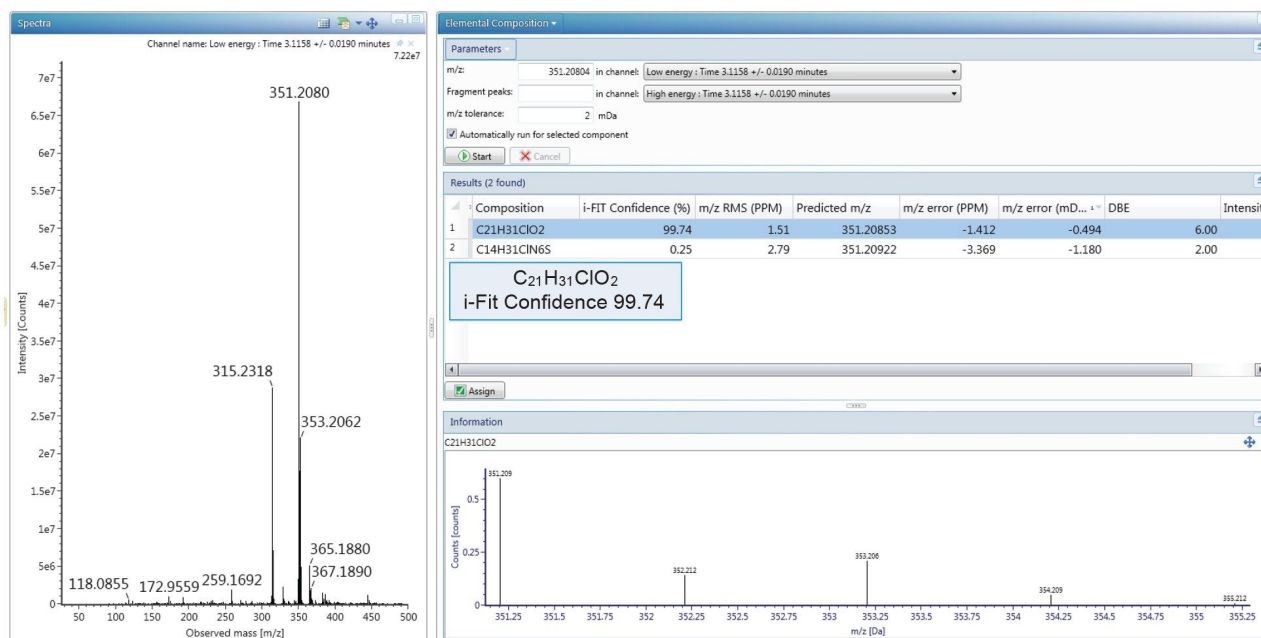 Spectra
Channel name: Low energy : Time 3.1158 +/- 0.0190 minutes
7.22e7
7e7
6.5e7
6e7
5.5e7
5e7
4.5e7
4e7
3.5e7
3e7
2.5e7
2e7
1.5e7
1e7
5e6
0
Intensity [Counts]
351.2080
315.2318
353.2062
365.1880
367.1890
259.1692
172.9559
118.0855
50 100 150 200 250 300 350 400 450 500
Observed mass [m/z]
Elemental Composition
Parameters
m/z: 351.20804 in channel: Low energy : Time 3.1158 +/- 0.0190 minutes
Fragment peaks: in channel: High energy : Time 3.1158 +/- 0.0190 minutes
m/z tolerance: 2 mDa
Automatically run for selected component
Start Cancel
Results (2 found)
Composition i-FIT Confidence (%) m/z RMS (PPM) Predicted m/z m/z error (PPM) m/z error (mD... 1 DBE Intensit
1 C21H31ClO2 99.74 1.51 351.20853 -1.412 -0.494 6.00
2 C14H31ClN6S 0.25 2.79 351.20922 -3.369 -1.180 2.00
C₂₁H₃₁ClO₂
i-Fit Confidence 99.74
Assign
Information
C21H31ClO2
Counts [counts]
0.5
0.25
0
351.209
352.212
353.206
354.209
355.212
351.25 351.5 351.75 352 352.25 352.5 352.75 353 353.25 353.5 353.75 354 354.25 354.5 354.75 355 355.25
m/z [Da]